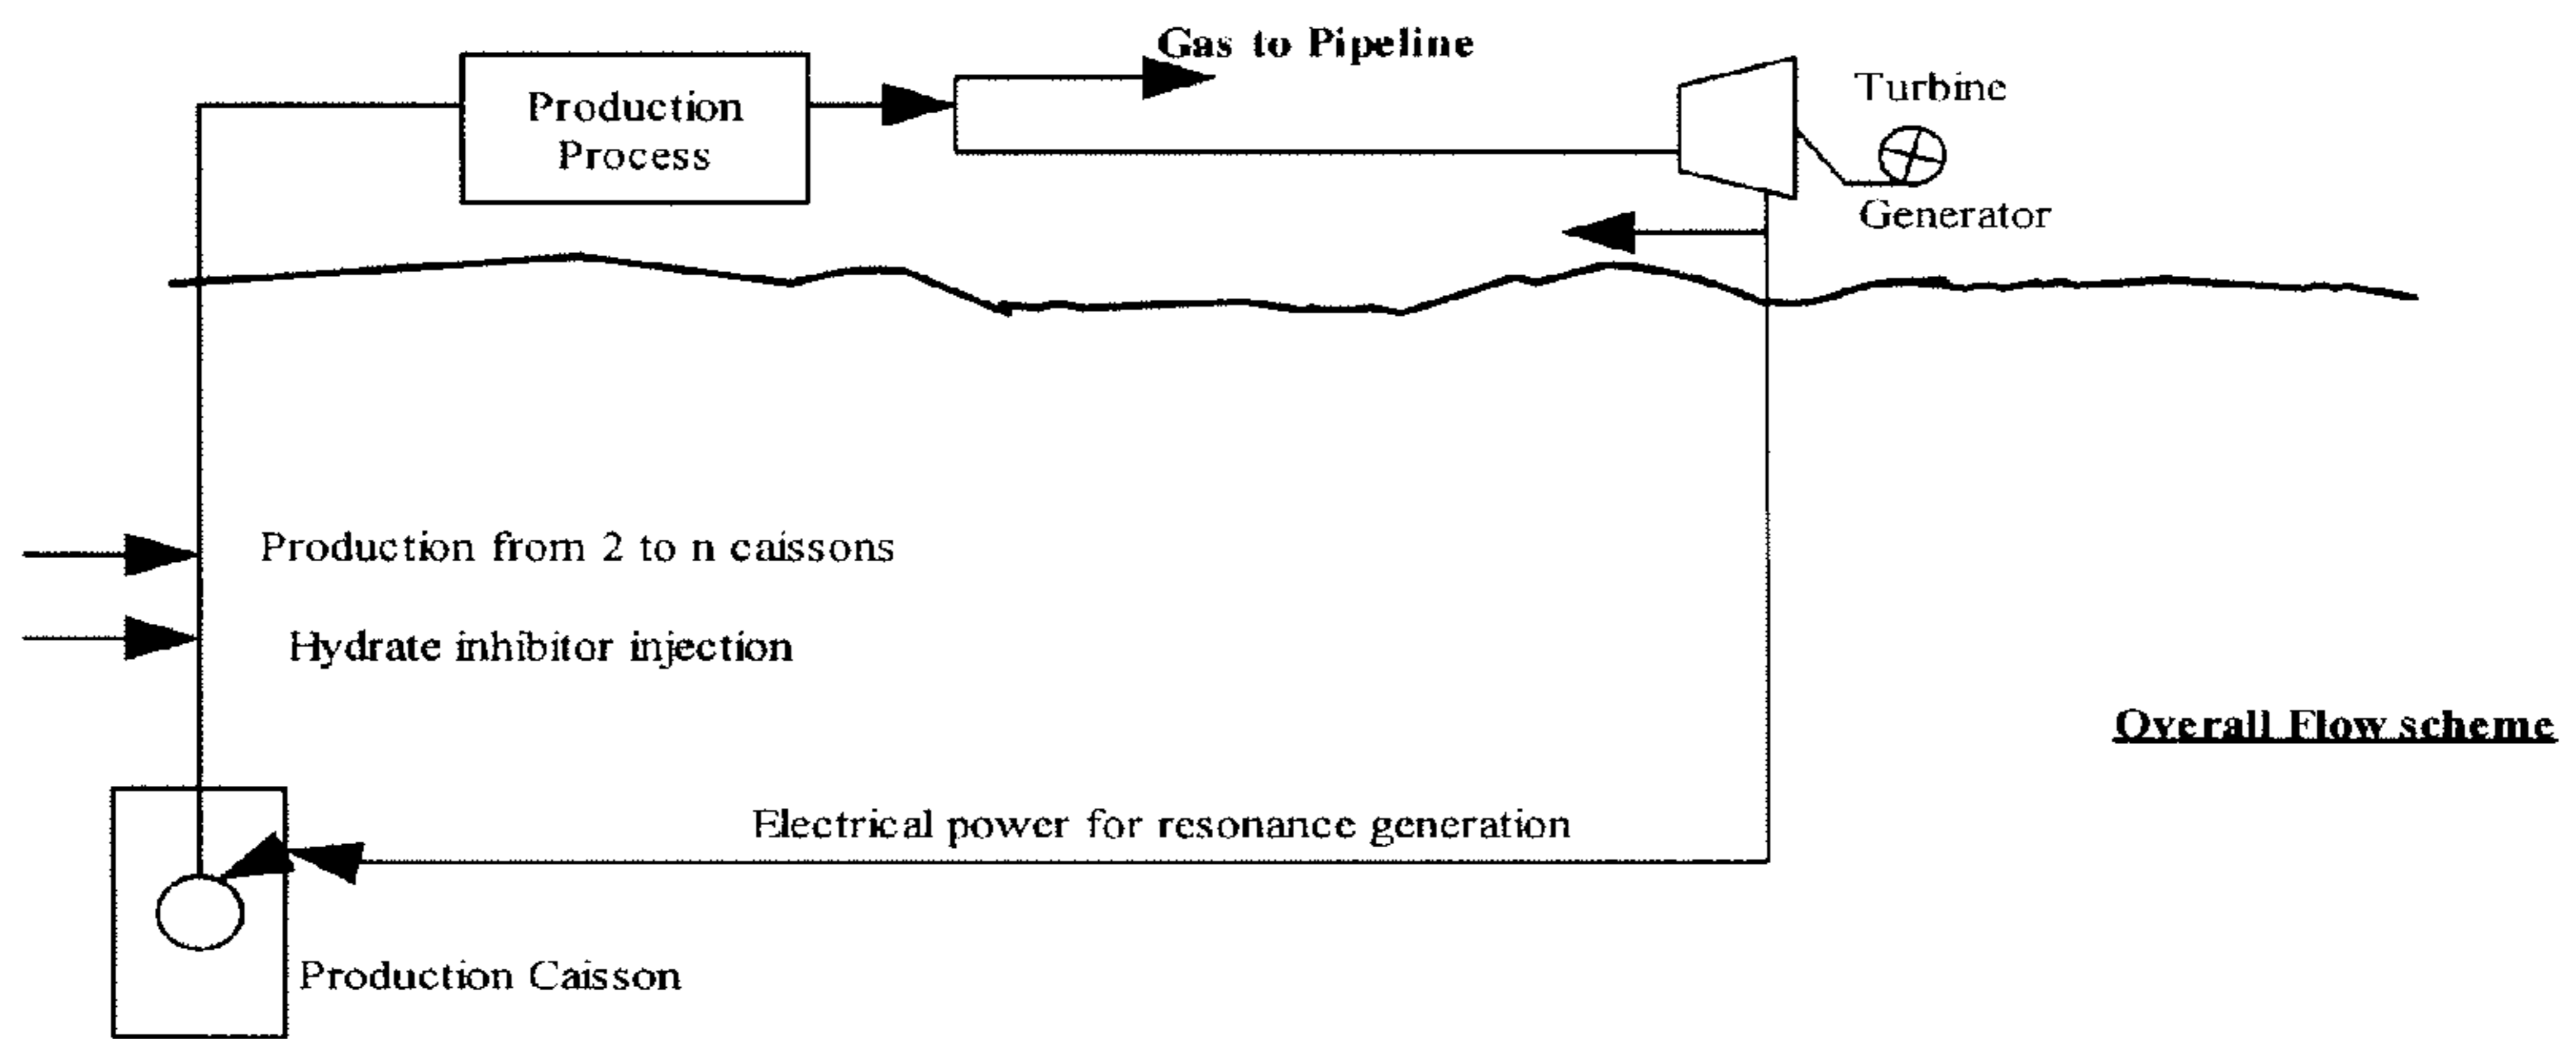 Gas to Pipeline
Production
Process
Turbine
Generator
Production from 2 to n caissons
Hydrate inhibitor injection
Overall Flow scheme
Electrical power for resonance generation
Production Caisson